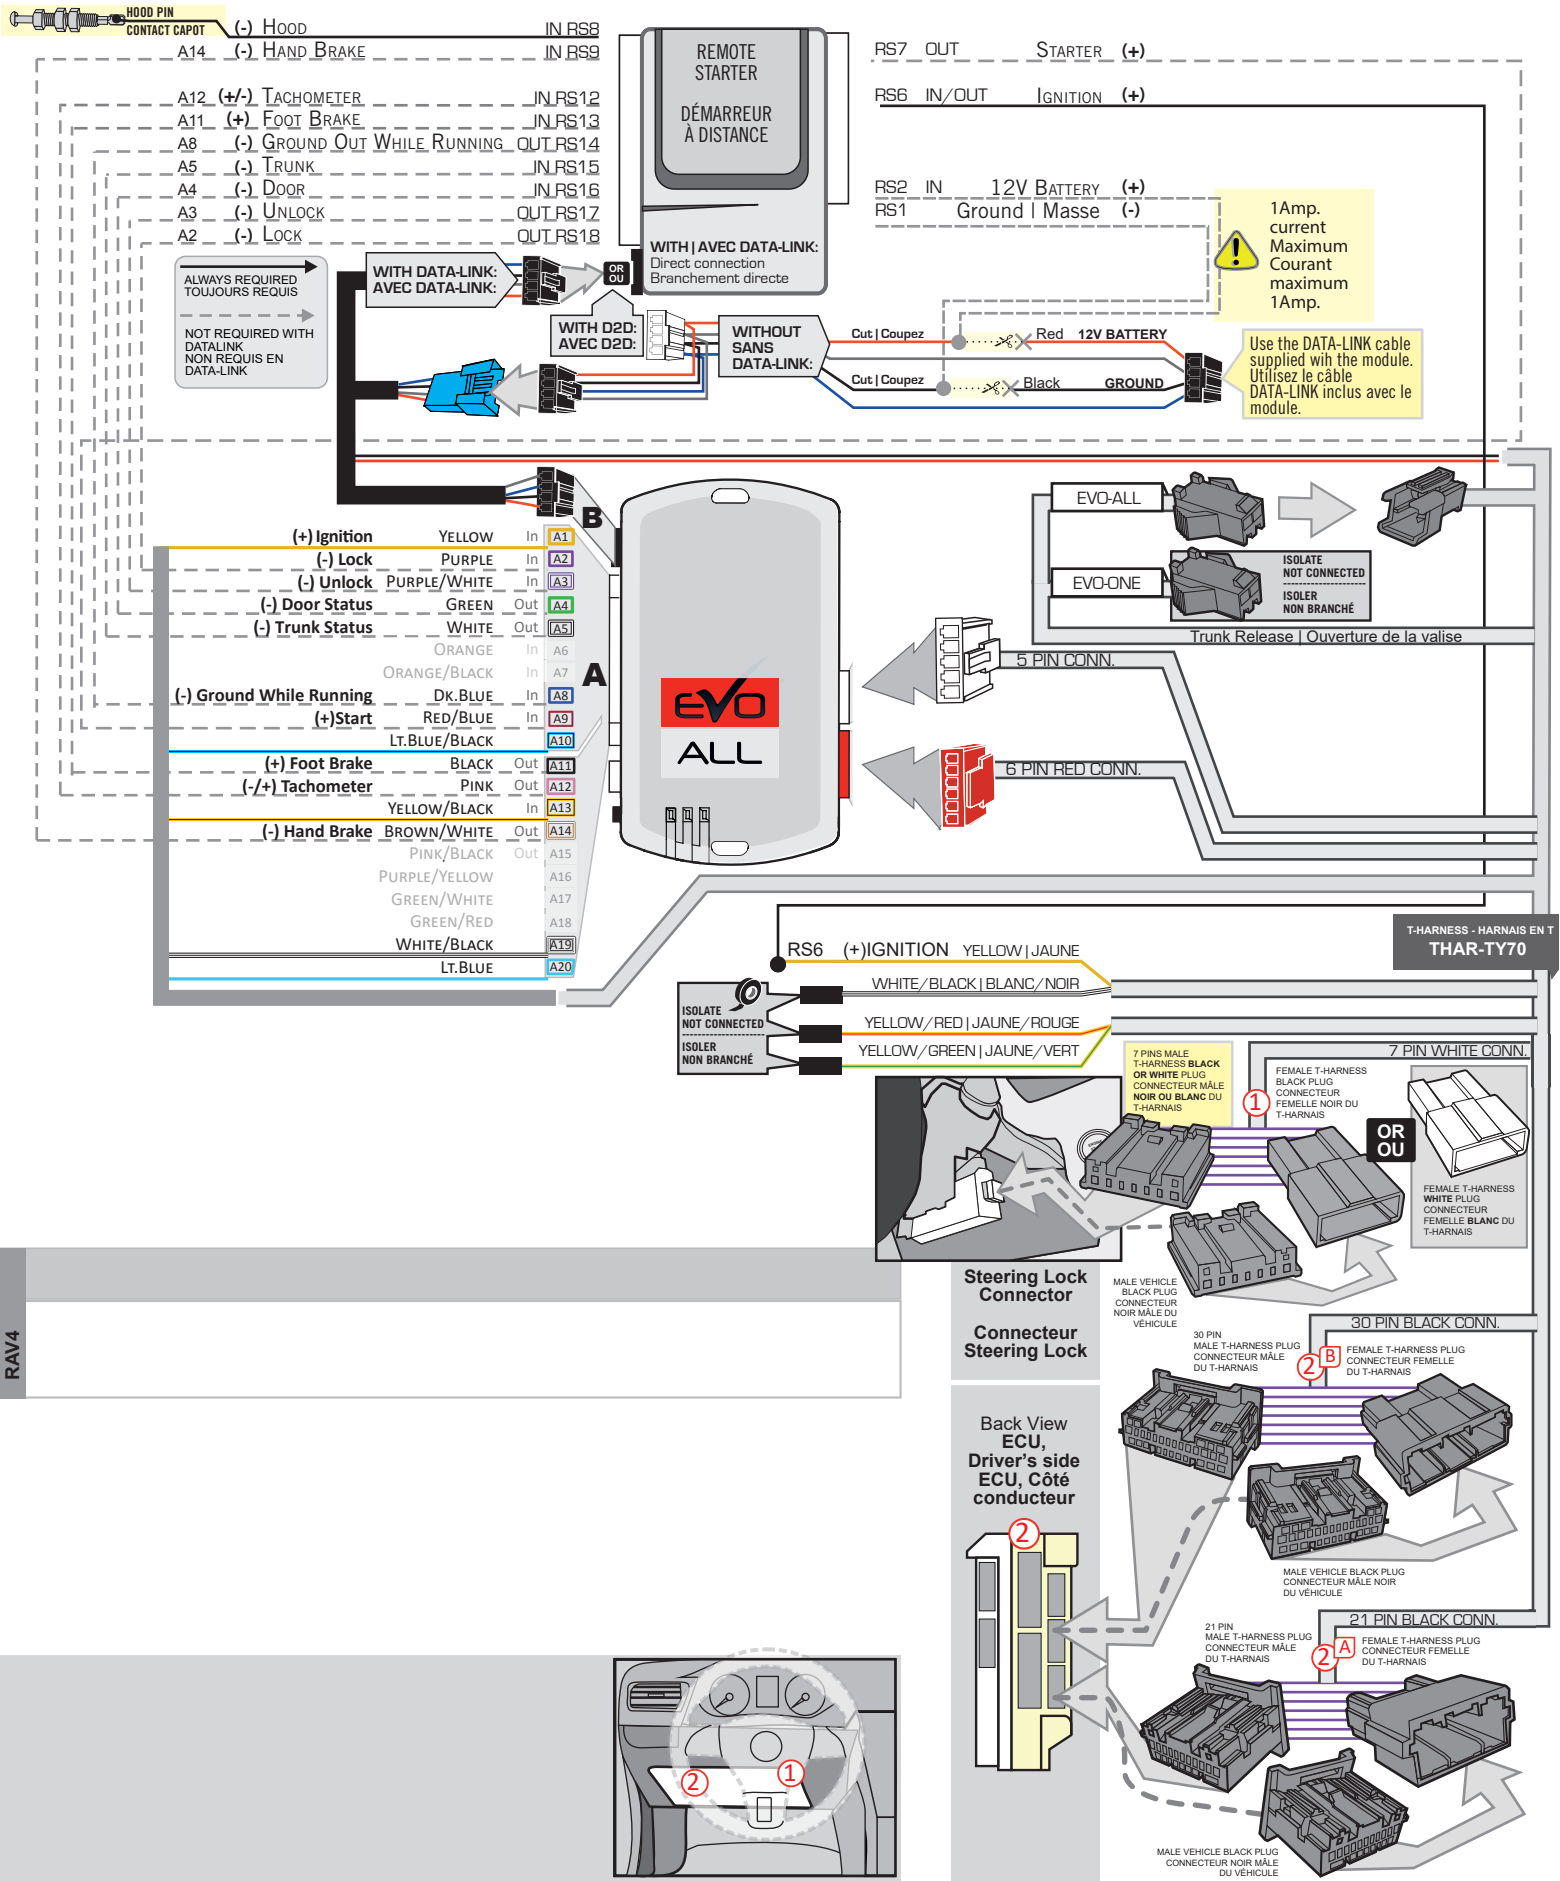 HOOD PIN
CONTACT CAPOT
(-) HOOD IN RS8
A14 (-) HAND BRAKE IN RS9
A12 (+/-) TACHOMETER IN RS12
A11 (+) FOOT BRAKE IN RS13
A8 (-) GROUND OUT WHILE RUNNING OUT RS14
A5 (-) TRUNK IN RS15
A4 (-) DOOR IN RS16
A3 (-) UNLOCK OUT RS17
A2 (-) LOCK OUT RS18
REMOTE
STARTER
DÉMARREUR
À DISTANCE
WITH | AVEC DATA-LINK:
Direct connection
Branchement directe
RS7 OUT STARTER (+)
RS6 IN/OUT IGNITION (+)
RS2 IN 12V BATTERY (+)
RS1 Ground | Masse (-)
1Amp.
current
Maximum
Courant
maximum
1Amp.
ALWAYS REQUIRED
TOUJOURS REQUIS
NOT REQUIRED WITH
DATALINK
NON REQUIS EN
DATA-LINK
WITH DATA-LINK:
AVEC DATA-LINK:
OR
OU
WITH D2D:
AVEC D2D:
WITHOUT
SANS
DATA-LINK:
Cut | Coupez Red 12V BATTERY
Cut | Coupez Black GROUND
Use the DATA-LINK cable
supplied wih the module.
Utilisez le câble
DATA-LINK inclus avec le
module.
B
A
(+) Ignition YELLOW In A1
(-) Lock PURPLE In A2
(-) Unlock PURPLE/WHITE In A3
(-) Door Status GREEN Out A4
(-) Trunk Status WHITE Out A5
ORANGE In A6
ORANGE/BLACK In A7
(-) Ground While Running DK.BLUE In A8
(+)Start RED/BLUE In A9
LT.BLUE/BLACK A10
(+) Foot Brake BLACK Out A11
(-/+) Tachometer PINK Out A12
YELLOW/BLACK In A13
(-) Hand Brake BROWN/WHITE Out A14
PINK/BLACK Out A15
PURPLE/YELLOW A16
GREEN/WHITE A17
GREEN/RED A18
WHITE/BLACK A19
LT.BLUE A20
EVO
ALL
EVO-ALL
EVO-ONE
ISOLATE
NOT CONNECTED
ISOLER
NON BRANCHÉ
Trunk Release | Ouverture de la valise
5 PIN CONN.
6 PIN RED CONN.
T-HARNESS - HARNAIS EN T
THAR-TY70
RS6 (+)IGNITION YELLOW | JAUNE
WHITE/BLACK | BLANC/NOIR
YELLOW/RED | JAUNE/ROUGE
YELLOW/GREEN | JAUNE/VERT
ISOLATE
NOT CONNECTED
ISOLER
NON BRANCHÉ
7 PIN WHITE CONN.
7 PINS MALE
T-HARNESS BLACK
OR WHITE PLUG
CONNECTEUR MÂLE
NOIR OU BLANC DU
T-HARNAIS
1
FEMALE T-HARNESS
BLACK PLUG
CONNECTEUR
FEMELLE NOIR DU
T-HARNAIS
OR
OU
FEMALE T-HARNESS
WHITE PLUG
CONNECTEUR
FEMELLE BLANC DU
T-HARNAIS
MALE VEHICLE
BLACK PLUG
CONNECTEUR
NOIR MÂLE DU
VÉHICULE
Steering Lock
Connector
Connecteur
Steering Lock
RAV4
30 PIN BLACK CONN.
30 PIN
MALE T-HARNESS PLUG
CONNECTEUR MÂLE
DU T-HARNAIS
2 B
FEMALE T-HARNESS PLUG
CONNECTEUR FEMELLE
DU T-HARNAIS
MALE VEHICLE BLACK PLUG
CONNECTEUR MÂLE NOIR
DU VÉHICULE
Back View
ECU,
Driver's side
ECU, Côté
conducteur
2
21 PIN BLACK CONN.
21 PIN
MALE T-HARNESS PLUG
CONNECTEUR MÂLE
DU T-HARNAIS
2 A
FEMALE T-HARNESS PLUG
CONNECTEUR FEMELLE
DU T-HARNAIS
MALE VEHICLE BLACK PLUG
CONNECTEUR NOIR MÂLE
DU VÉHICULE
2
1